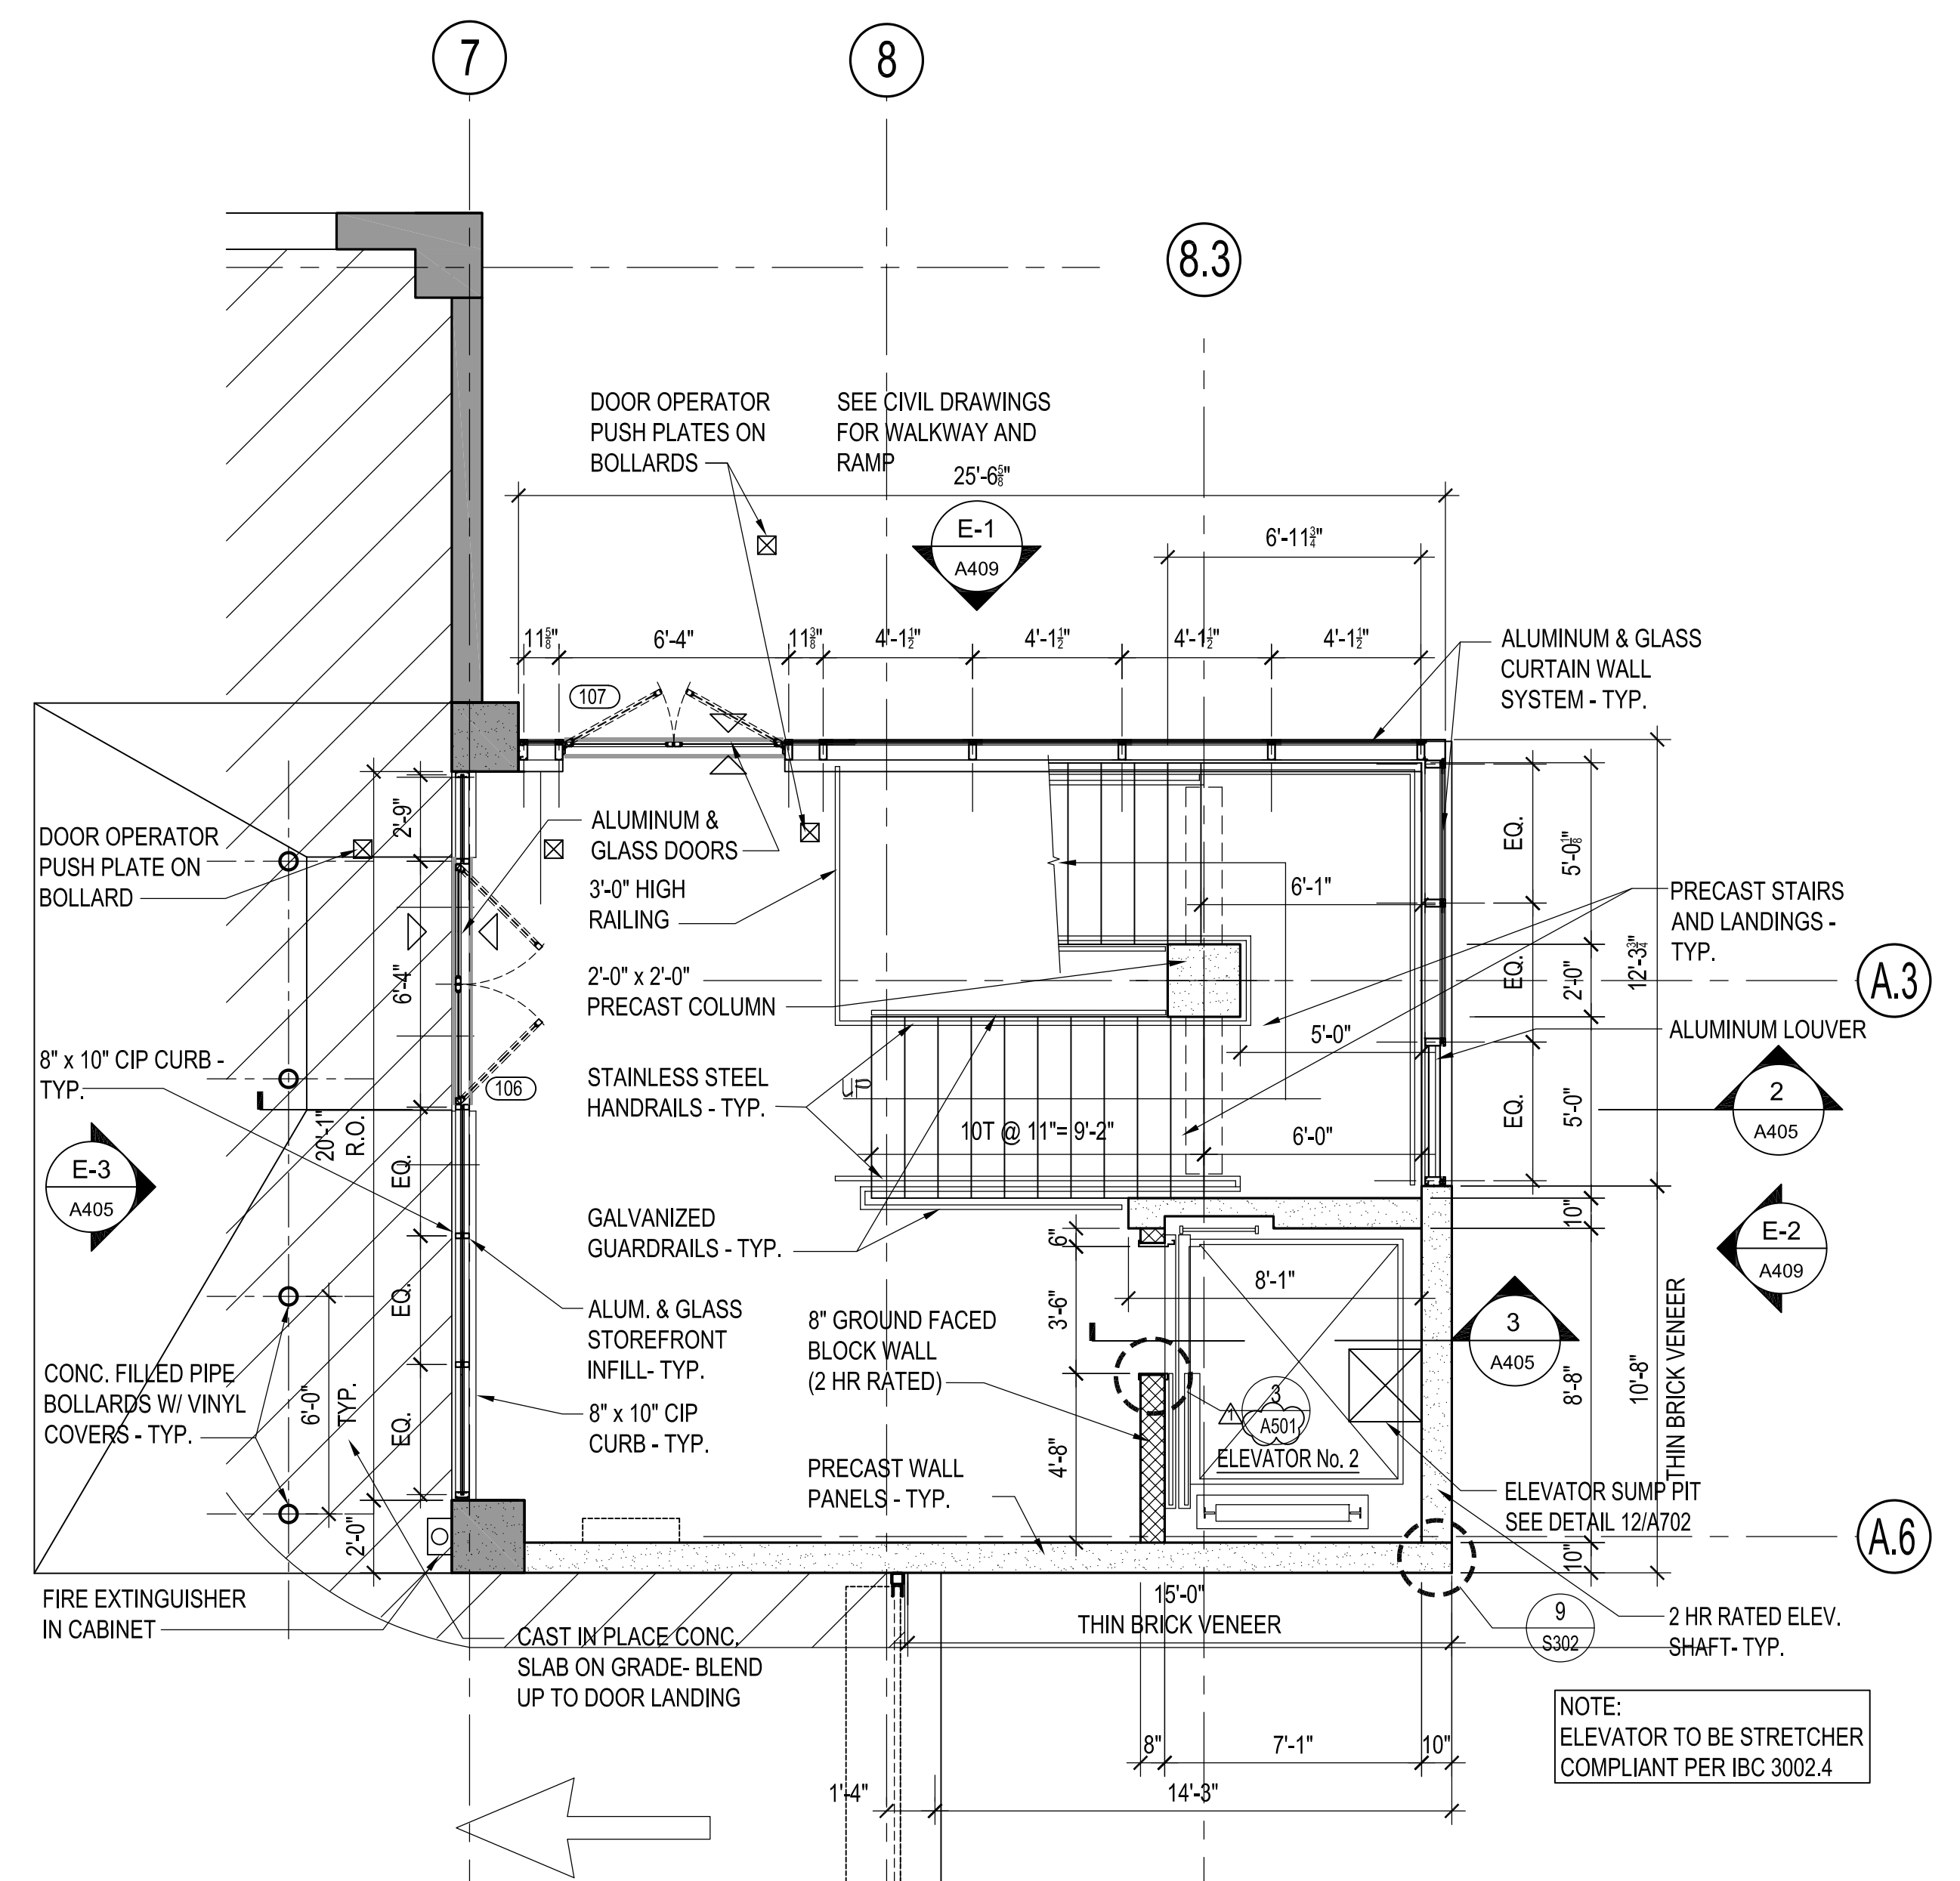 7
8
8.3
DOOR OPERATOR
PUSH PLATES ON
BOLLARDS
SEE CIVIL DRAWINGS
FOR WALKWAY AND
RAMP
25'-6⅝"
E-1
A409
6'-11¾"
11⅝"
6'-4"
11⅜"
4'-1½"
4'-1½"
4'-1½"
4'-1½"
ALUMINUM & GLASS
CURTAIN WALL
SYSTEM - TYP.
107
DOOR OPERATOR
PUSH PLATE ON
BOLLARD
2'-9"
ALUMINUM &
GLASS DOORS
3'-0" HIGH
RAILING
6'-1"
EQ.
5'-0⅛"
PRECAST STAIRS
AND LANDINGS -
TYP.
6'-4"
2'-0" x 2'-0"
PRECAST COLUMN
EQ.
2'-0"
12'-3¾"
A.3
5'-0"
ALUMINUM LOUVER
8" x 10" CIP CURB -
TYP.
106
STAINLESS STEEL
HANDRAILS - TYP.
10T @ 11"= 9'-2"
6'-0"
EQ.
5'-0"
2
A405
20'-1"
R.O.
E-3
A405
EQ.
GALVANIZED
GUARDRAILS - TYP.
6"
10"
E-2
A409
8'-1"
3'-6"
EQ.
ALUM. & GLASS
STOREFRONT
INFILL- TYP.
8" GROUND FACED
BLOCK WALL
(2 HR RATED)
3
A405
8'-8"
10'-8"
THIN BRICK VENEER
CONC. FILLED PIPE
BOLLARDS W/ VINYL
COVERS - TYP.
6'-0"
TYP.
EQ.
8" x 10" CIP
CURB - TYP.
1
3
A501
ELEVATOR No. 2
4'-8"
PRECAST WALL
PANELS - TYP.
ELEVATOR SUMP PIT
SEE DETAIL 12/A702
2'-0"
10"
A.6
FIRE EXTINGUISHER
IN CABINET
15'-0"
THIN BRICK VENEER
9
S302
2 HR RATED ELEV.
SHAFT- TYP.
CAST IN PLACE CONC.
SLAB ON GRADE- BLEND
UP TO DOOR LANDING
8"
7'-1"
10"
1'-4"
14'-3"
NOTE:
ELEVATOR TO BE STRETCHER
COMPLIANT PER IBC 3002.4